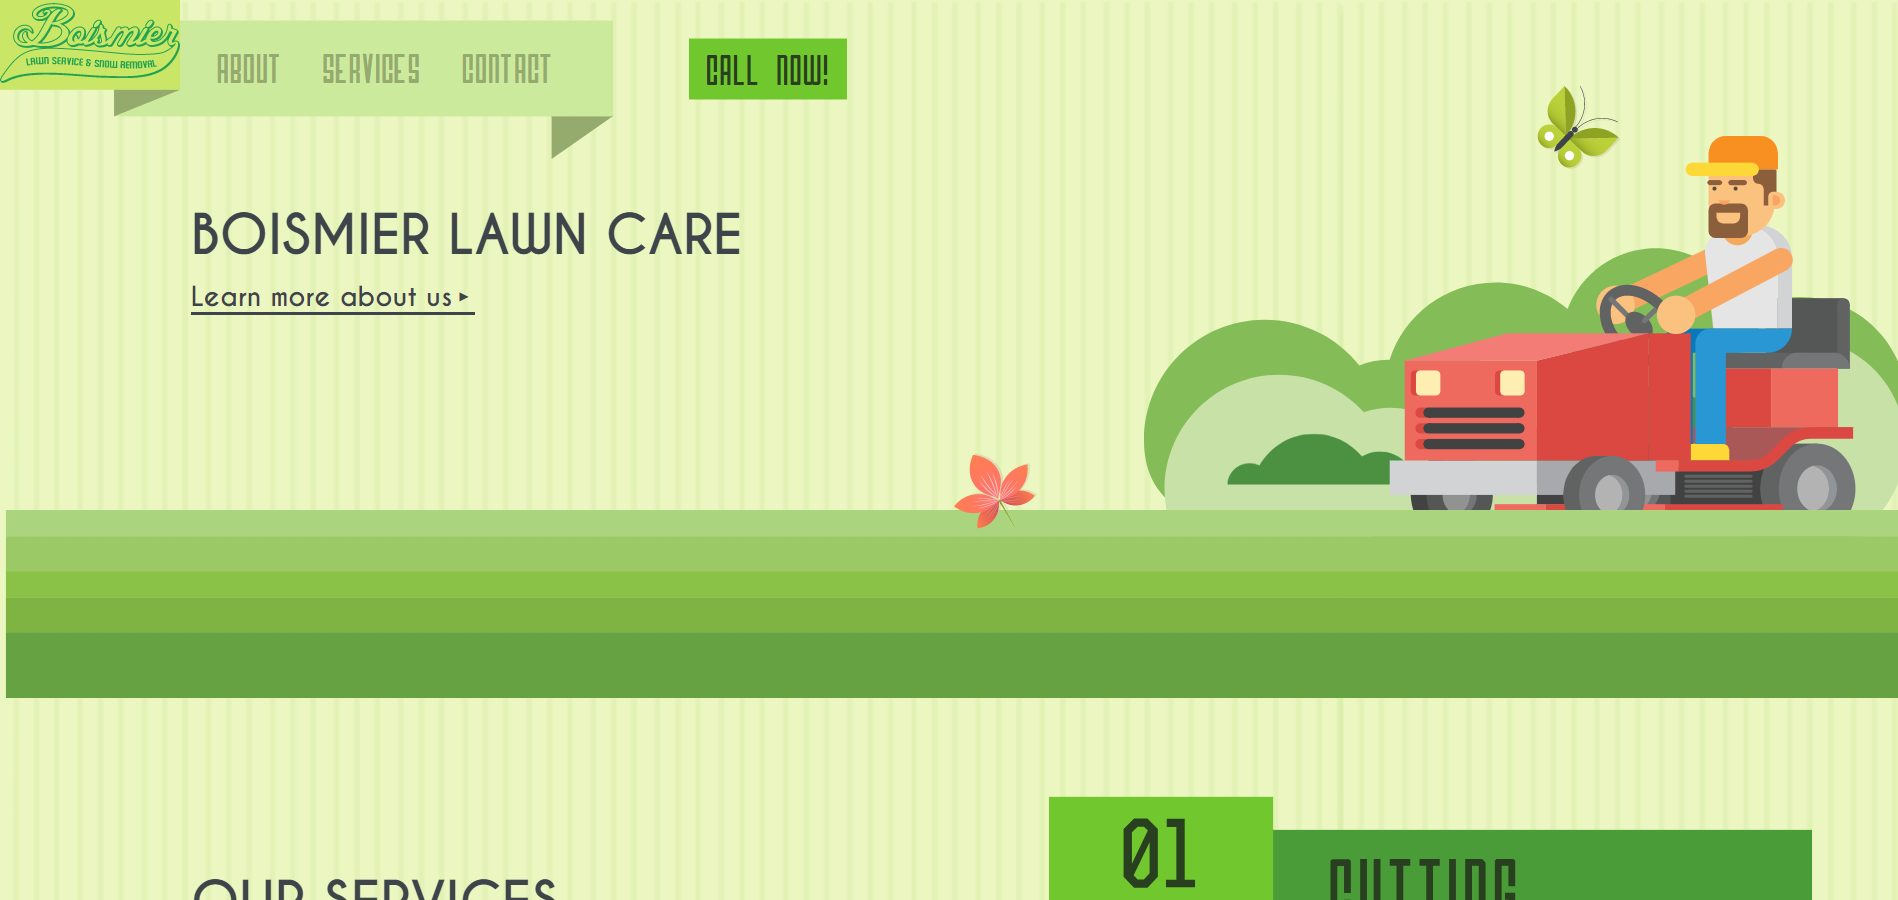 Boismier
LAWN SERVICE & SNOW REMOVAL
ABOUT SERVICES CONTACT
CALL NOW!
BOISMIER LAWN CARE
Learn more about us ▸
01
OUR SERVICES
CUTTING